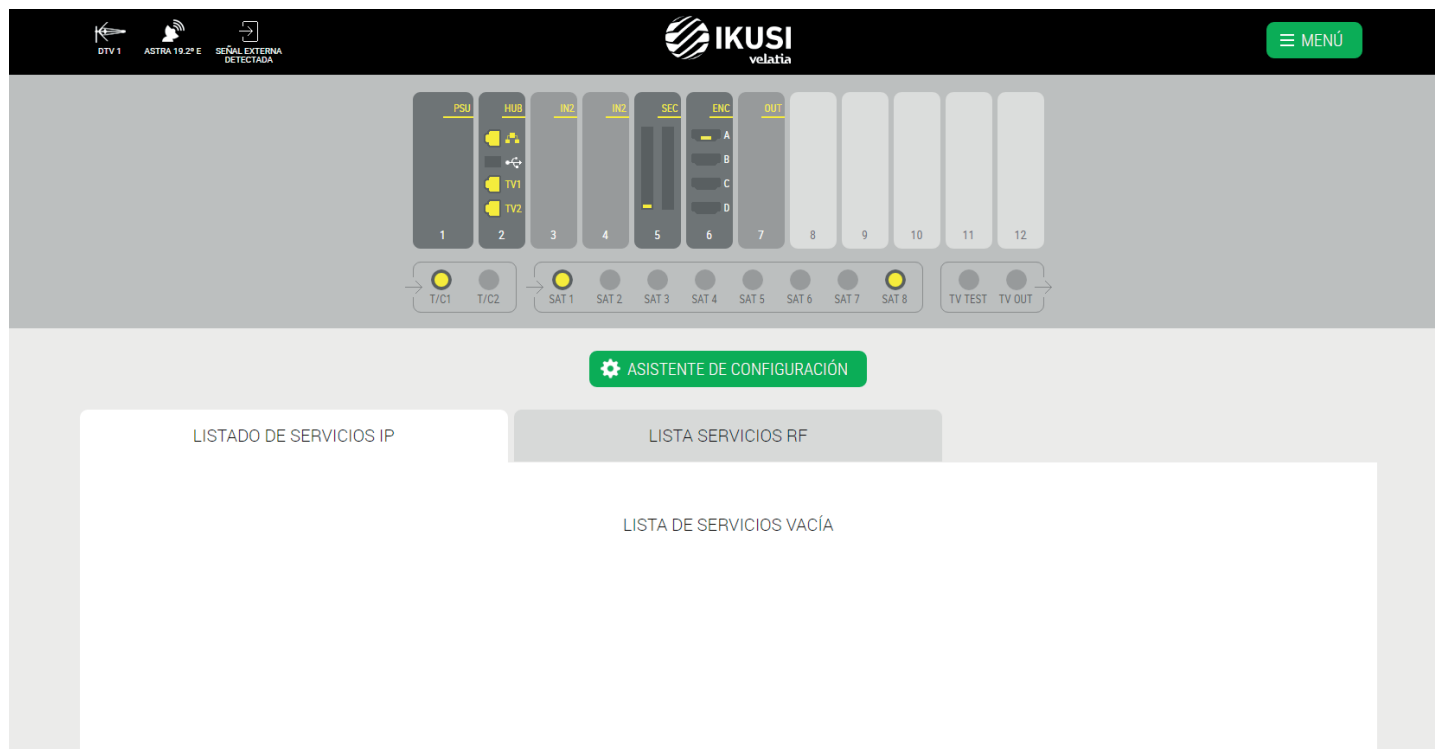 IKUSI
velatia
DTV 1 ASTRA 19.2º E SEÑAL EXTERNA
DETECTADA
MENÚ
PSU HUB IN2 IN2 SEC ENC OUT
A
B
TV1 C
TV2 D
1 2 3 4 5 6 7 8 9 10 11 12
T/C1 T/C2 SAT 1 SAT 2 SAT 3 SAT 4 SAT 5 SAT 6 SAT 7 SAT 8 TV TEST TV OUT
ASISTENTE DE CONFIGURACIÓN
LISTADO DE SERVICIOS IP LISTA SERVICIOS RF
LISTA DE SERVICIOS VACÍA